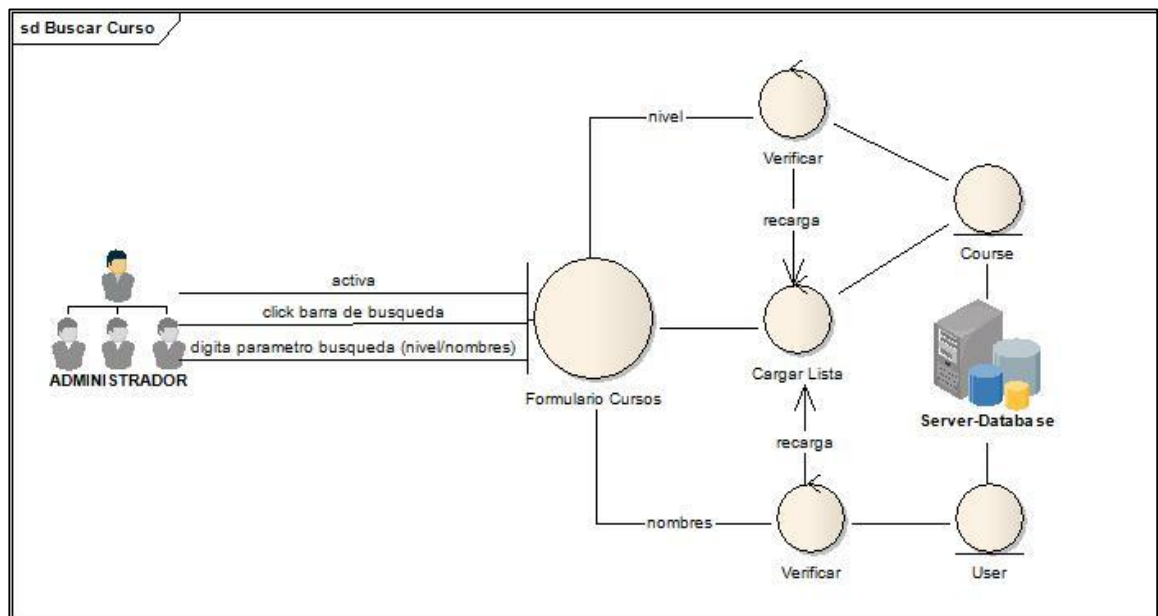 sd Buscar Curso
nivel
Verificar
recarga
Course
activa
click barra de busqueda
digita parametro busqueda (nivel/nombres)
ADMINISTRADOR
Formulario Cursos
Cargar Lista
Server-Database
recarga
nombres
Verificar
User